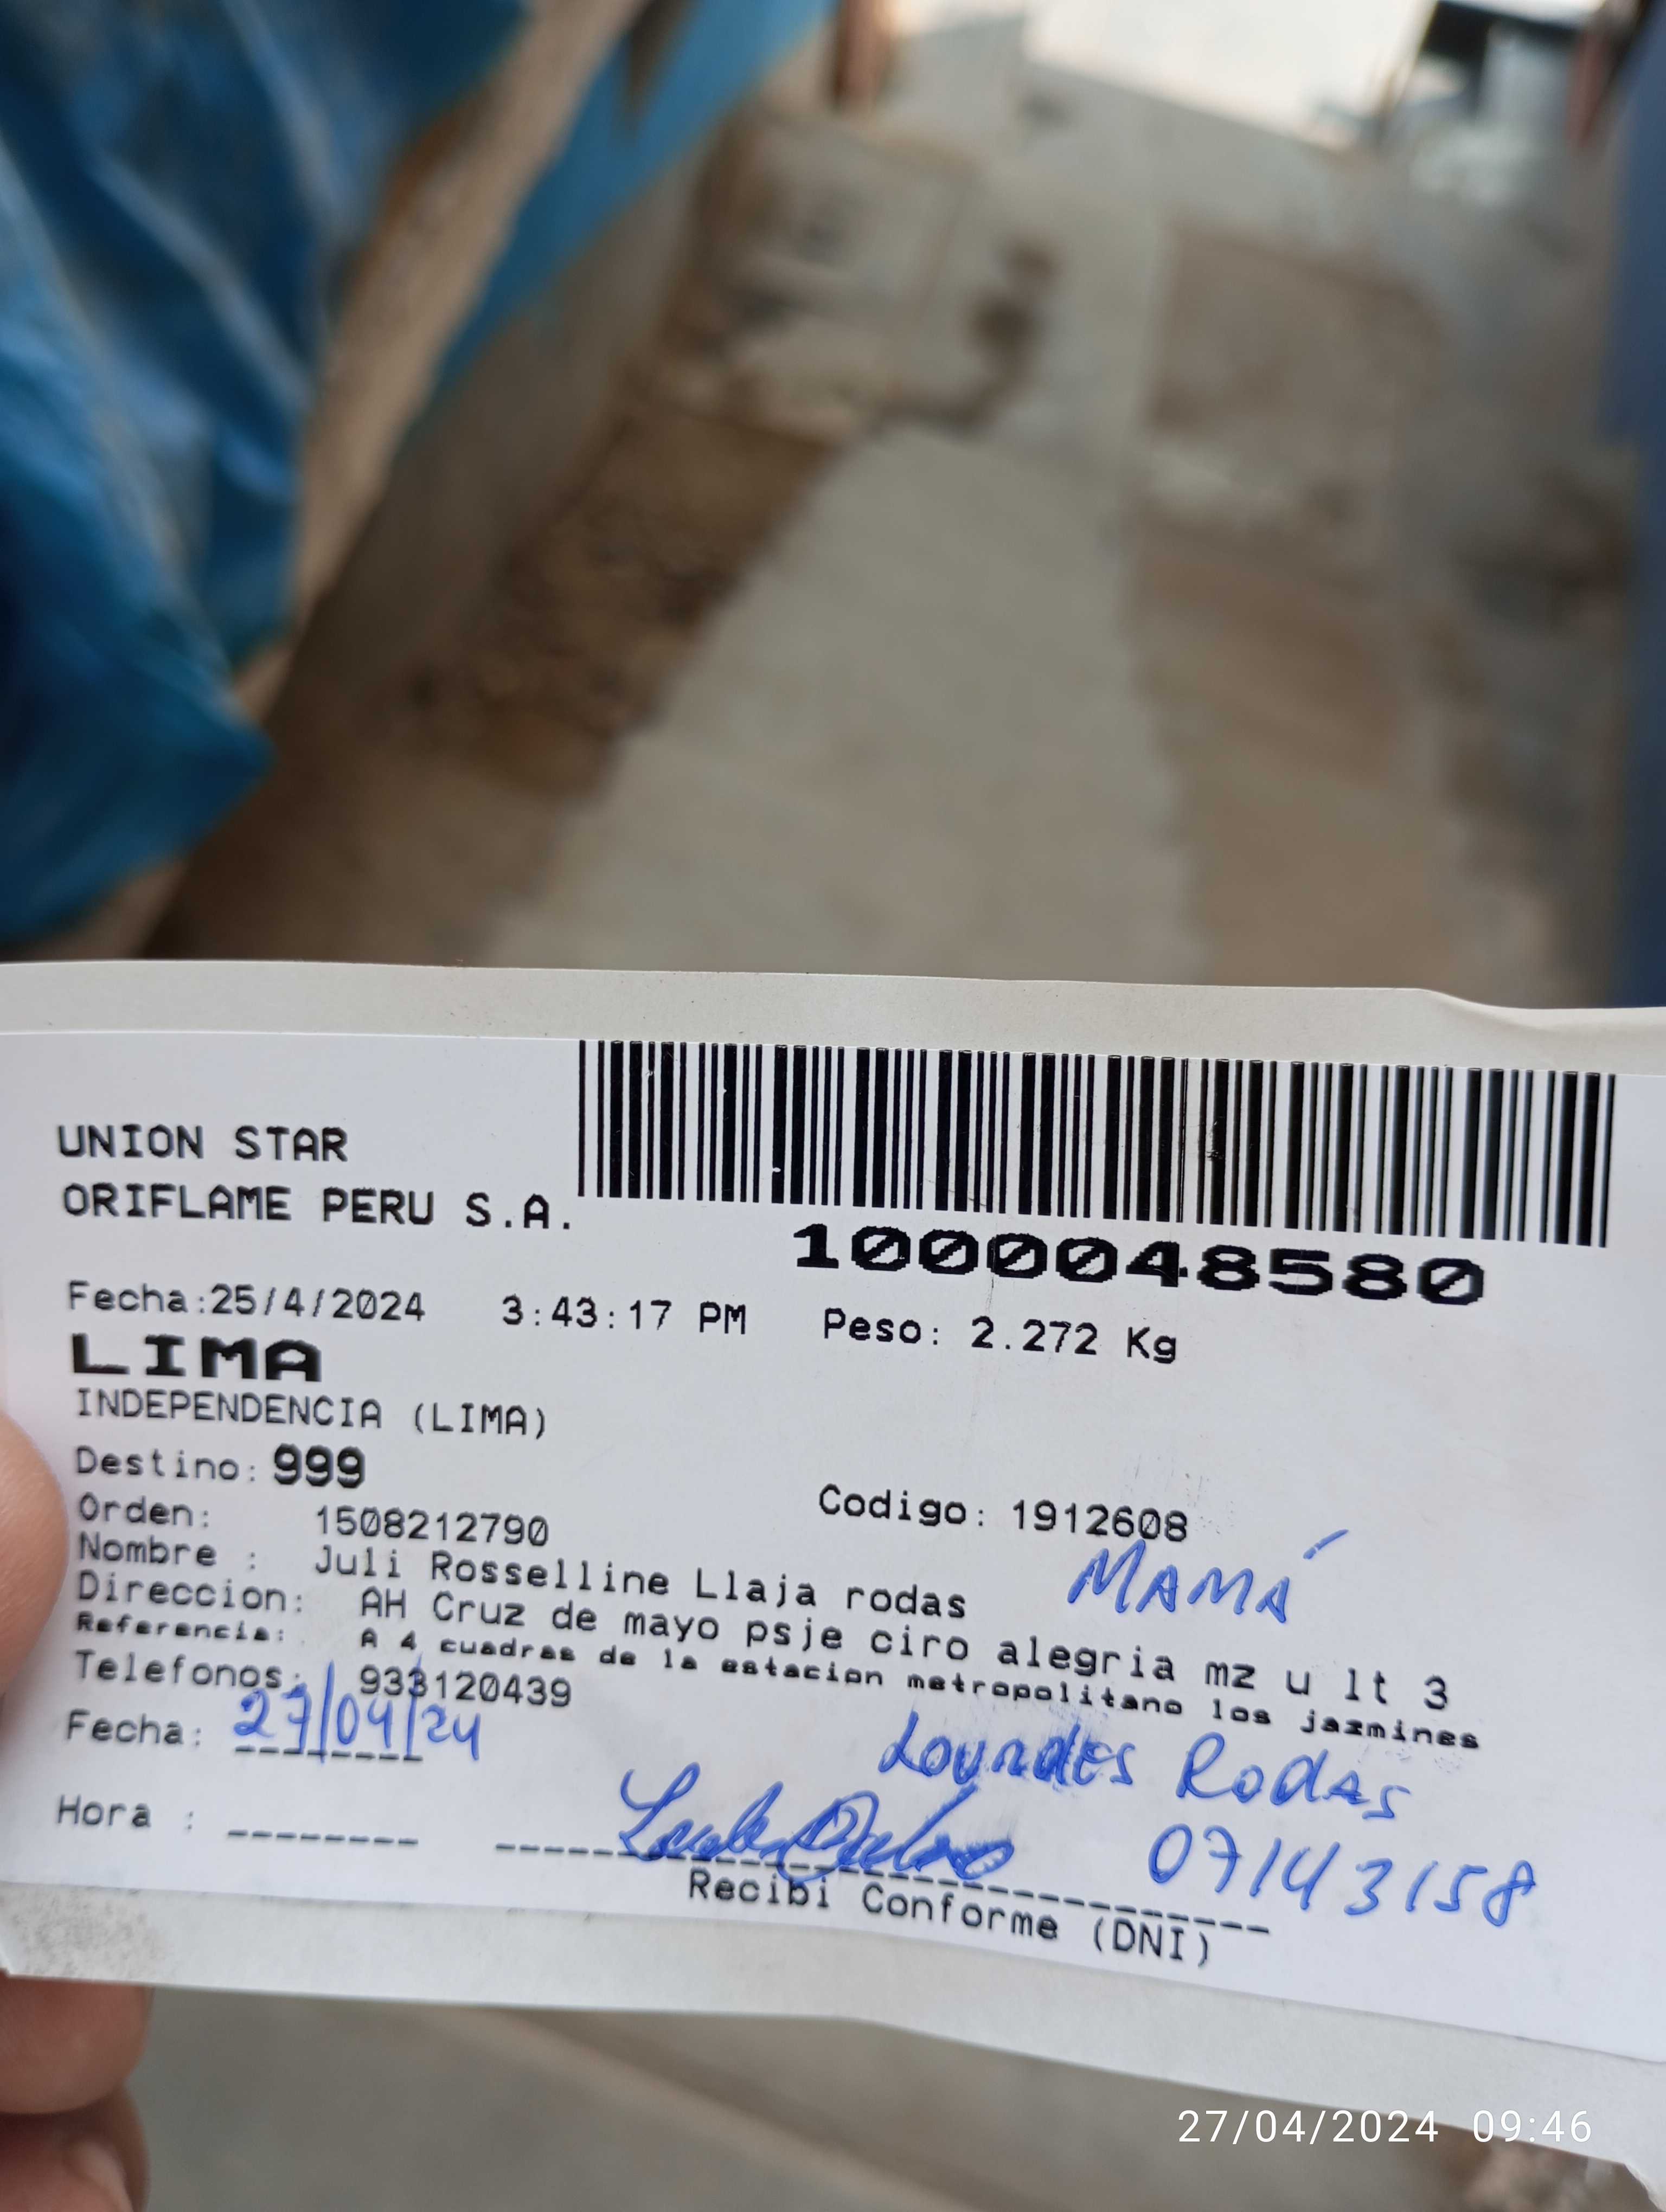 UNION STAR
ORIFLAME PERU S.A.
1000048580
Fecha:25/4/2024 3:43:17 PM Peso: 2.272 Kg
LIMA
INDEPENDENCIA (LIMA)
Destino: 999
Codigo: 1912608
Orden: 1508212790
Nombre : Juli Rosselline Llaja rodas MAMÁ
Direccion: AH Cruz de mayo psje ciro alegria mz u lt 3
Referencia: A 4 cuadras de la estacion metropolitano los jazmines
Telefonos: 933120439
Fecha: 27/04/24
Lourdes Rodas
Hora :
07143158
Recibi Conforme (DNI)
27/04/2024 09:46